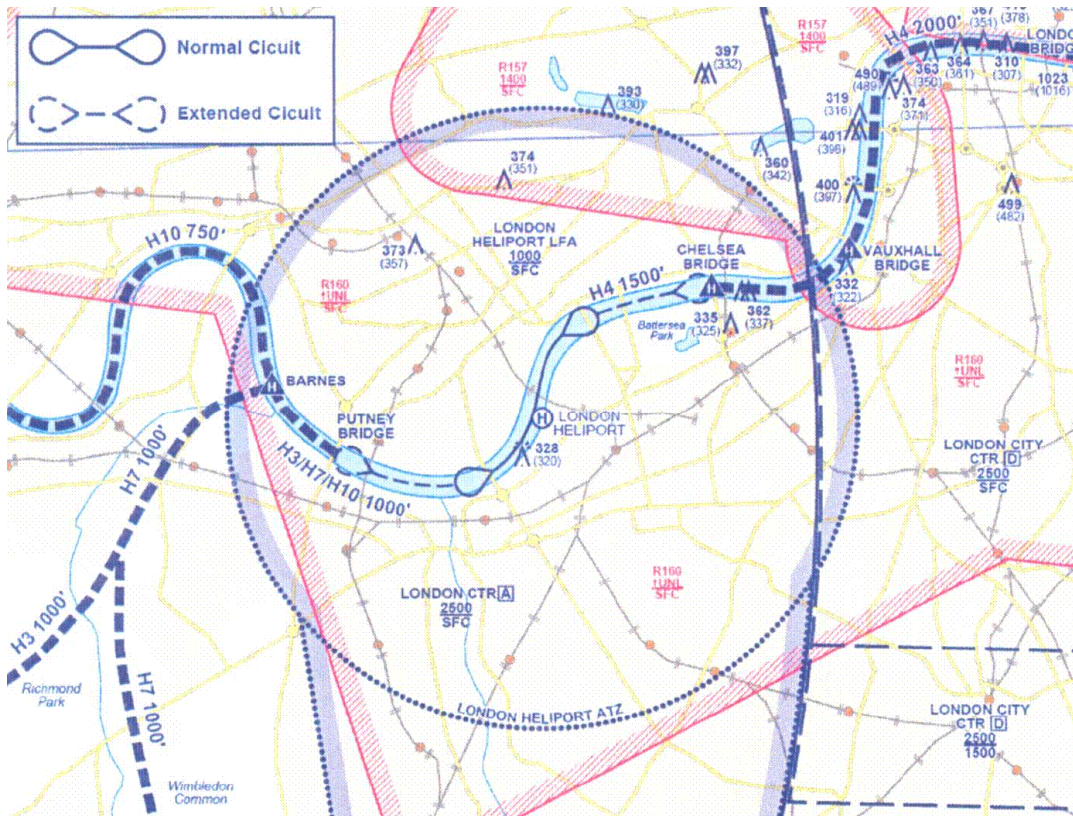 Normal Cicuit
Extended Cicuit
R157
1400
SFC
R157
1400
SFC
397
(332)
393
(330)
H4 2000'
367
(351)
(378)
LONDON
BRIDGE
490
(489)
363
(350)
364
(361)
310
(307)
1023
(1016)
319
(316)
374
(371)
401
(398)
374
(351)
360
(342)
400
(397)
499
(482)
H10 750'
373
(357)
LONDON
HELIPORT LFA
1000
SFC
CHELSEA
BRIDGE
VAUXHALL
BRIDGE
R160
†UNL
SFC
H4 1500'
332
(322)
Battersea
Park
335
(325)
362
(337)
H
BARNES
PUTNEY
BRIDGE
H
LONDON
HELIPORT
R160
†UNL
SFC
328
(320)
H3/H7/H10 1000'
H7 1000'
LONDON CITY
CTR D
2500
SFC
R160
†UNL
SFC
LONDON CTR A
2500
SFC
H3 1000'
H7 1000'
Richmond
Park
LONDON HELIPORT ATZ
LONDON CITY
CTR D
2500
1500
Wimbledon
Common